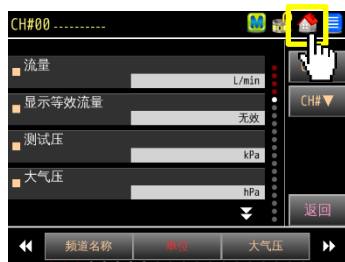 CH#00 ----------
M
流量
L/min
显示等效流量
无效
CH#▼
测试压
kPa
大气压
hPa
返回
频道名称 单位 大气压